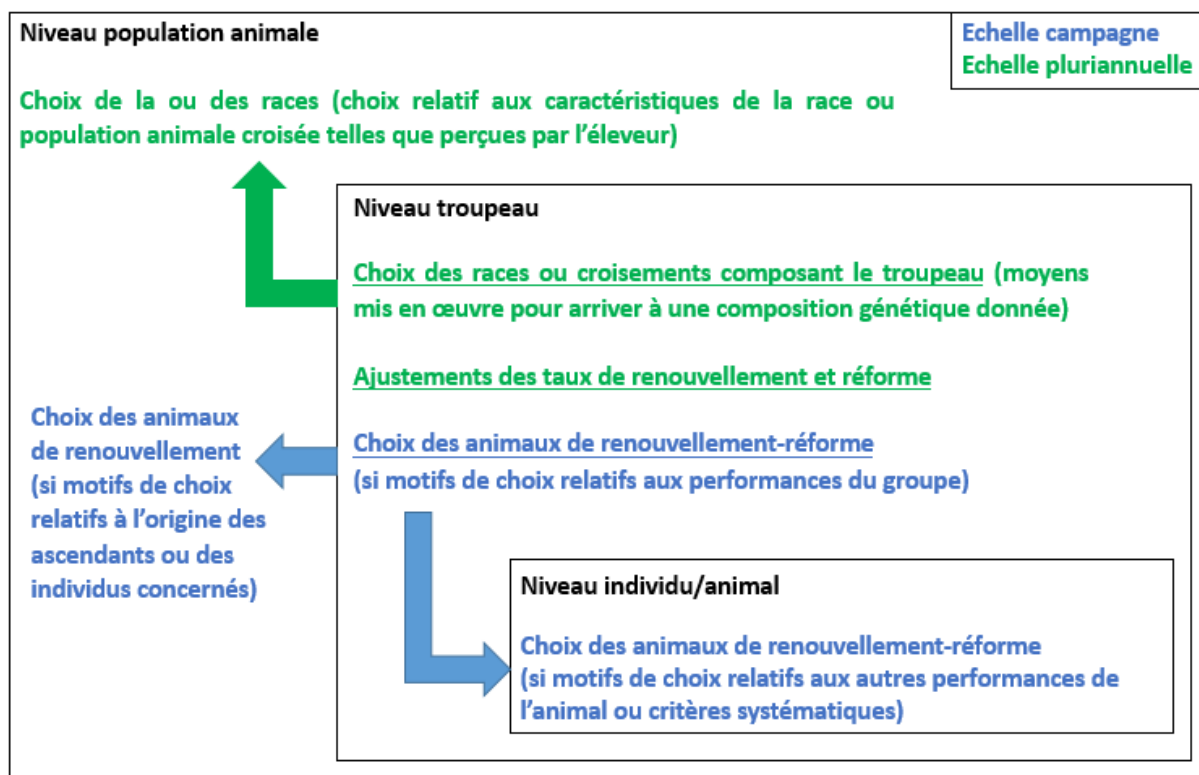 Niveau population animale
Echelle campagne
Echelle pluriannuelle
Choix de la ou des races (choix relatif aux caractéristiques de la race ou
population animale croisée telles que perçues par l'éleveur)
Niveau troupeau
Choix des races ou croisements composant le troupeau (moyens
mis en œuvre pour arriver à une composition génétique donnée)
Ajustements des taux de renouvellement et réforme
Choix des animaux de renouvellement-réforme
(si motifs de choix relatifs aux performances du groupe)
Choix des animaux
de renouvellement
(si motifs de choix
relatifs à l'origine des
ascendants ou des
individus concernés)
Niveau individu/animal
Choix des animaux de renouvellement-réforme
(si motifs de choix relatifs aux autres performances de
l'animal ou critères systématiques)